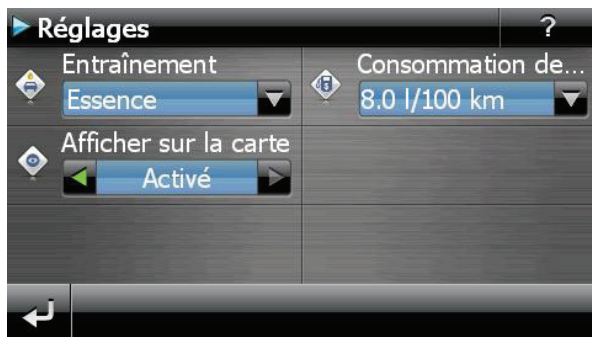 Réglages
?
Entraînement
Essence
Consommation de...
8.0 l/100 km
Afficher sur la carte
Activé